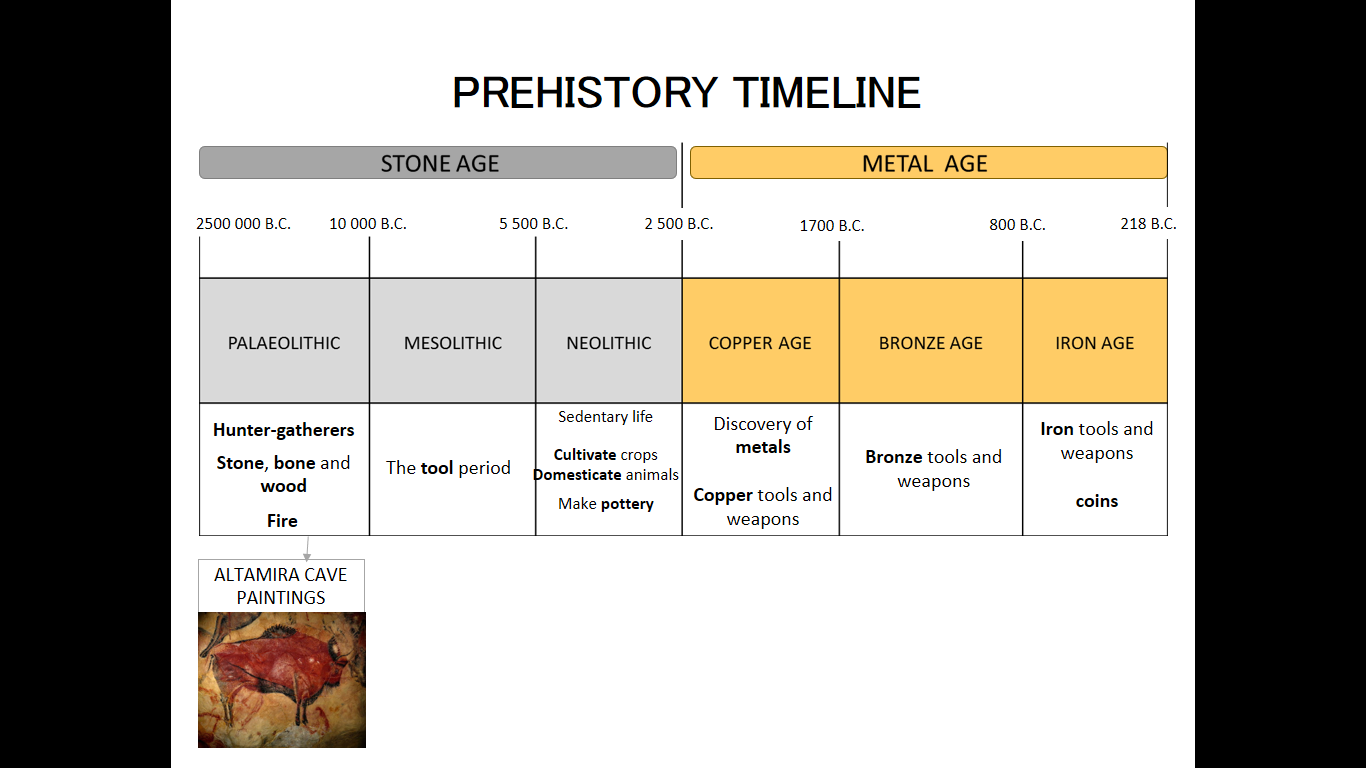 PREHISTORY TIMELINE
STONE AGE
METAL AGE
2500 000 B.C.
10 000 B.C.
5 500 B.C.
2 500 B.C.
1700 B.C.
800 B.C.
218 B.C.
PALAEOLITHIC
MESOLITHIC
NEOLITHIC
COPPER AGE
BRONZE AGE
IRON AGE
Hunter-gatherers
Stone, bone and
wood
Fire
The tool period
Sedentary life
Cultivate crops
Domesticate animals
Make pottery
Discovery of
metals
Copper tools and
weapons
Bronze tools and
weapons
Iron tools and
weapons
coins
ALTAMIRA CAVE
PAINTINGS